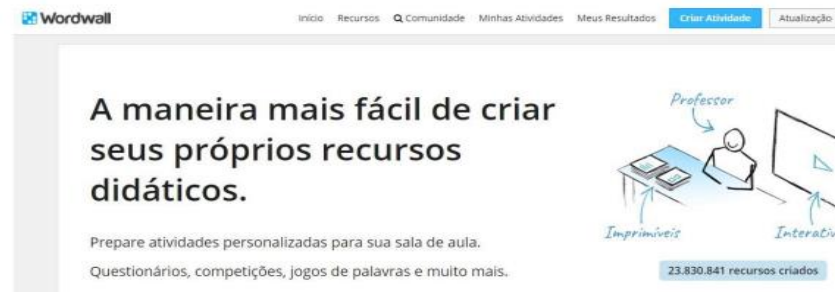 Wordwall
Início Recursos Comunidade Minhas Atividades Meus Resultados Criar Atividade Atualização
A maneira mais fácil de criar
seus próprios recursos
didáticos.
Professor
Imprimíveis
Prepare atividades personalizadas para sua sala de aula.
Questionários, competições, jogos de palavras e muito mais.
23.830.841 recursos criados